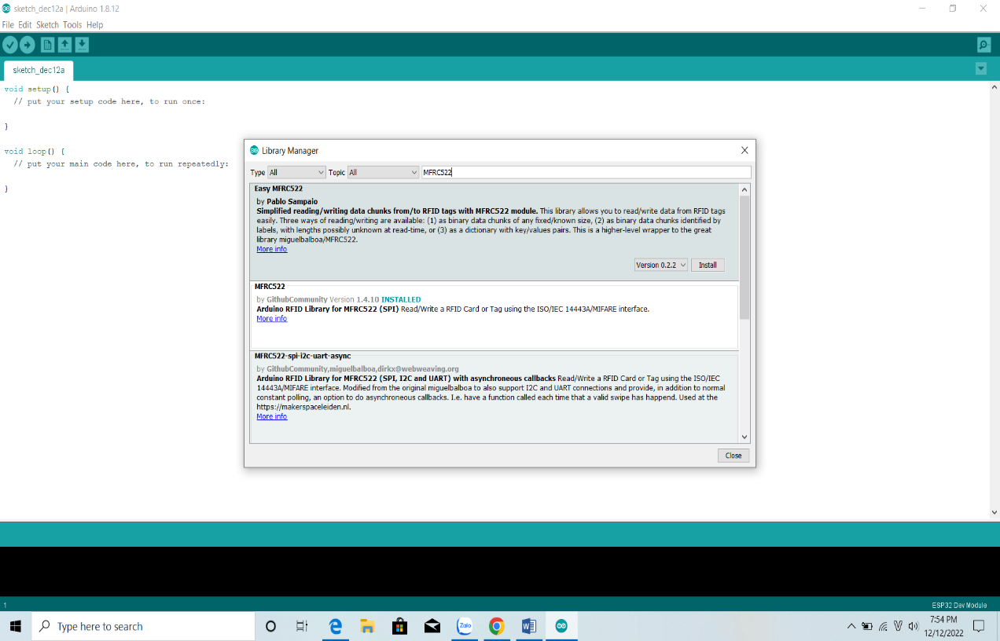 sketch_dec12a | Arduino 1.8.12
File Edit Sketch Tools Help
sketch_dec12a
void setup() {
// put your setup code here, to run once:
}
void loop() {
// put your main code here, to run repeatedly:
}
Library Manager
Type All Topic All MFRC522
Easy MFRC522
by Pablo Sampaio
Simplified reading/writing data chunks from/to RFID tags with MFRC522 module. This library allows you to read/write data from RFID tags
easily. Three ways of reading/writing are available: (1) as binary data chunks of any fixed/known size, (2) as binary data chunks identified by
labels, with lengths possibly unknown at read-time, or (3) as a dictionary with key/values pairs. This is a higher-level wrapper to the great
library miguelbalboa/MFRC522.
More info
Version 0.2.2 Install
MFRC522
by GithubCommunity Version 1.4.10 INSTALLED
Arduino RFID Library for MFRC522 (SPI) Read/Write a RFID Card or Tag using the ISO/IEC 14443A/MIFARE interface.
More info
MFRC522-spi-i2c-uart-async
by GithubCommunity,miguelbalboa,dirkx@webweaving.org
Arduino RFID Library for MFRC522 (SPI, I2C and UART) with asynchronous callbacks Read/Write a RFID Card or Tag using the ISO/IEC
14443A/MIFARE interface. Modified from the original miguelbalboa to also support I2C and UART connections and provide, in addition to normal
constant polling, an option to do asynchronous callbacks. I.e. have a function called each time that a valid swipe has happend. Used at the
https://makerspaceleiden.nl.
More info
Close
1 ESP32 Dev Module
Type here to search
Zalo
7:54 PM
12/12/2022